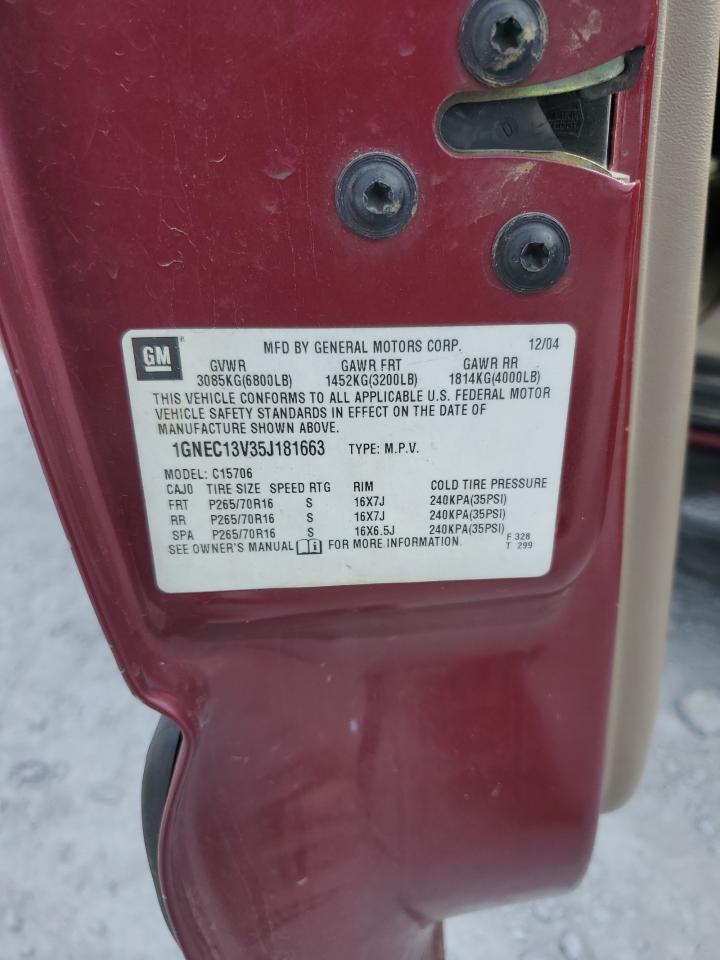 D
GM MFD BY GENERAL MOTORS CORP. 12/04
GVWR GAWR FRT GAWR RR
3085KG(6800LB) 1452KG(3200LB) 1814KG(4000LB)
THIS VEHICLE CONFORMS TO ALL APPLICABLE U.S. FEDERAL MOTOR
VEHICLE SAFETY STANDARDS IN EFFECT ON THE DATE OF
MANUFACTURE SHOWN ABOVE.
1GNEC13V35J181663 TYPE: M.P.V.
MODEL: C15706
CAJ0 TIRE SIZE SPEED RTG RIM COLD TIRE PRESSURE
FRT P265/70R16 S 16X7J 240KPA(35PSI)
RR P265/70R16 S 16X7J 240KPA(35PSI)
SPA P265/70R16 S 16X6.5J 240KPA(35PSI) F 328
SEE OWNER'S MANUAL i FOR MORE INFORMATION. T 299